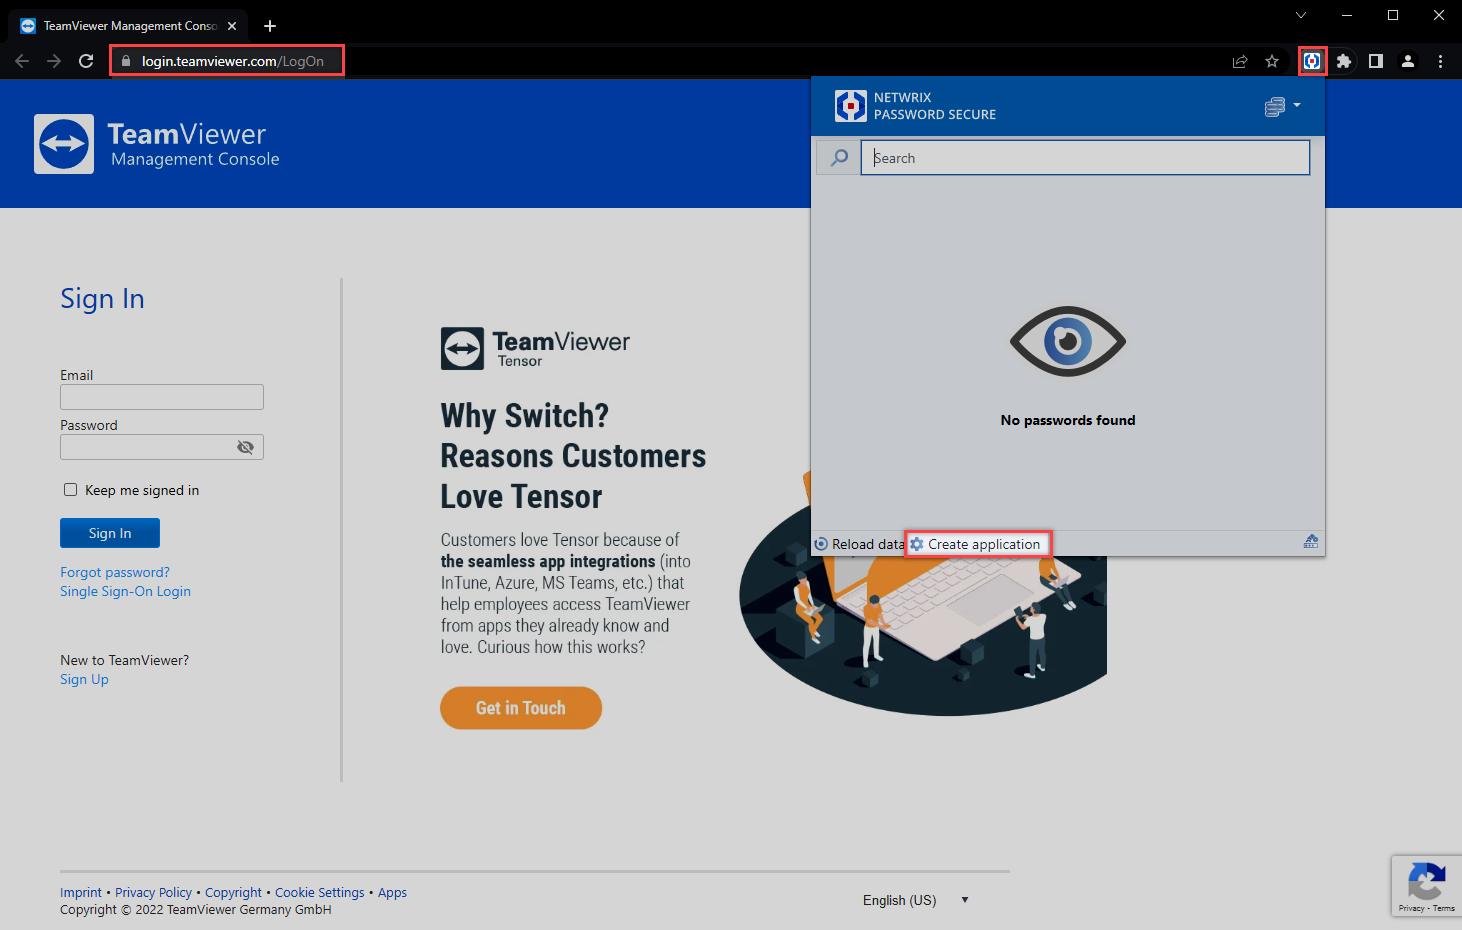 TeamViewer Management Conso
login.teamviewer.com/LogOn
TeamViewer
Management Console
NETWRIX
PASSWORD SECURE
Search
No passwords found
Reload data
Create application
Sign In
Email
Password
Keep me signed in
Sign In
Forgot password?
Single Sign-On Login
New to TeamViewer?
Sign Up
TeamViewer
Tensor
Why Switch?
Reasons Customers
Love Tensor
Customers love Tensor because of
the seamless app integrations (into
InTune, Azure, MS Teams, etc.) that
help employees access TeamViewer
from apps they already know and
love. Curious how this works?
Get in Touch
Imprint • Privacy Policy • Copyright • Cookie Settings • Apps
Copyright © 2022 TeamViewer Germany GmbH
English (US)
Privacy - Terms